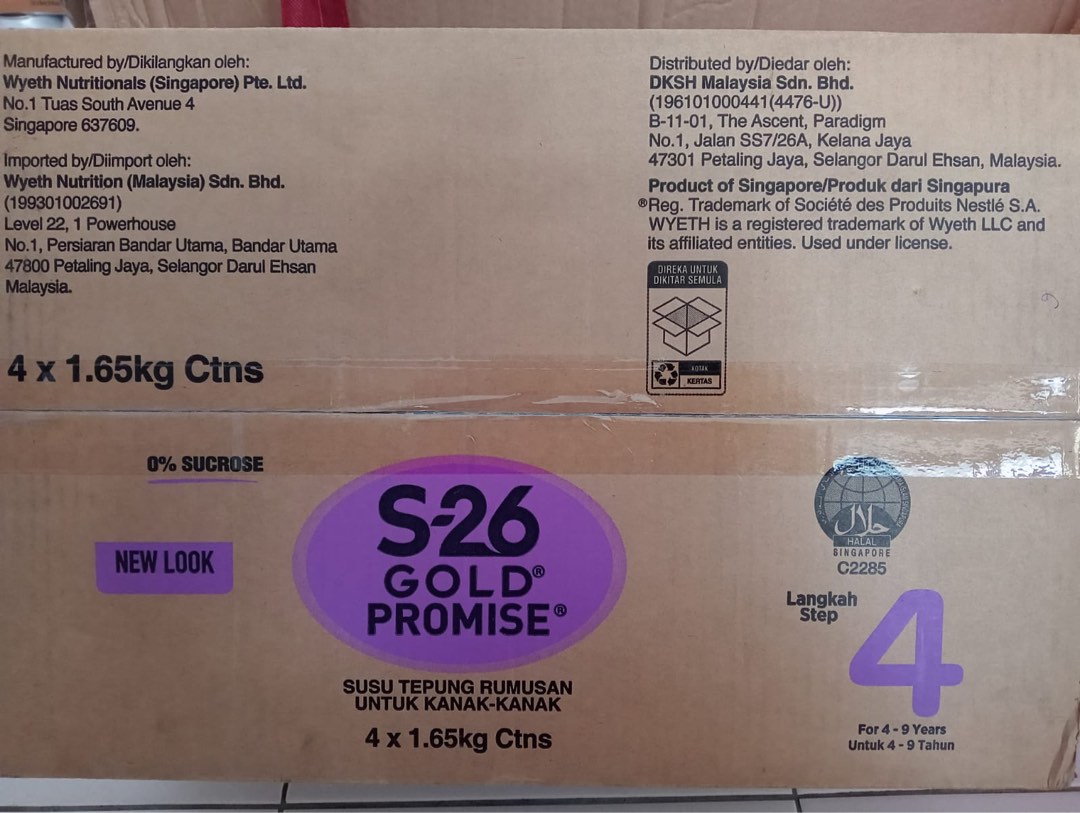 Manufactured by/Dikilangkan oleh:
Wyeth Nutritionals (Singapore) Pte. Ltd.
No.1 Tuas South Avenue 4
Singapore 637609.
Imported by/Diimport oleh:
Wyeth Nutrition (Malaysia) Sdn. Bhd.
(199301002691)
Level 22, 1 Powerhouse
No.1, Persiaran Bandar Utama, Bandar Utama
47800 Petaling Jaya, Selangor Darul Ehsan
Malaysia.
4 x 1.65kg Ctns
Distributed by/Diedar oleh:
DKSH Malaysia Sdn. Bhd.
(196101000441(4476-U))
B-11-01, The Ascent, Paradigm
No.1, Jalan SS7/26A, Kelana Jaya
47301 Petaling Jaya, Selangor Darul Ehsan, Malaysia.
Product of Singapore/Produk dari Singapura
®Reg. Trademark of Société des Produits Nestlé S.A.
WYETH is a registered trademark of Wyeth LLC and
its affiliated entities. Used under license.
DIREKA UNTUK
DIKITAR SEMULA
KOTAK
KERTAS
0% SUCROSE
NEW LOOK
S-26
GOLD®
PROMISE®
SUSU TEPUNG RUMUSAN
UNTUK KANAK-KANAK
4 x 1.65kg Ctns
حلال
HALAL
SINGAPORE
C2285
Langkah
Step
4
For 4 - 9 Years
Untuk 4 - 9 Tahun